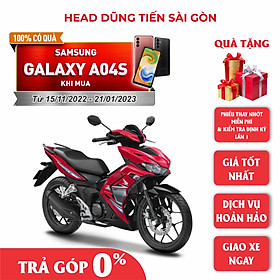 HEAD DŨNG TIẾN SÀI GÒN
100% CÓ QUÀ
SAMSUNG
GALAXY A04S
KHI MUA
Từ 15/11/2022 - 21/01/2023
QUÀ TẶNG
PHIẾU THAY NHỚT
MIỄN PHÍ
& KIỂM TRA ĐỊNH KỲ
LẦN 1
GIÁ TỐT
NHẤT
DỊCH VỤ
HOÀN HẢO
GIAO XE
NGAY
TRẢ GÓP 0%